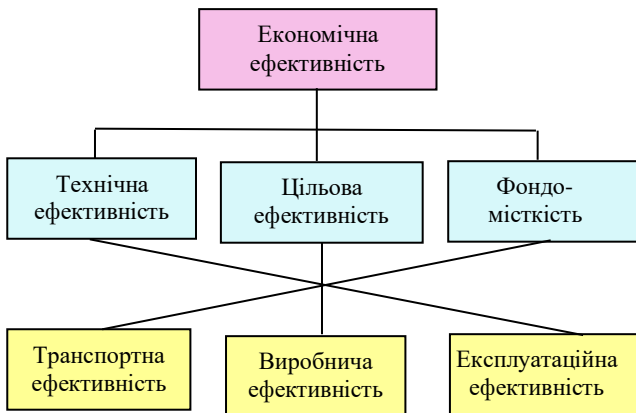 Економічна
ефективність
Технічна
ефективність
Цільова
ефективність
Фондо-
місткість
Транспортна
ефективність
Виробнича
ефективність
Експлуатаційна
ефективність